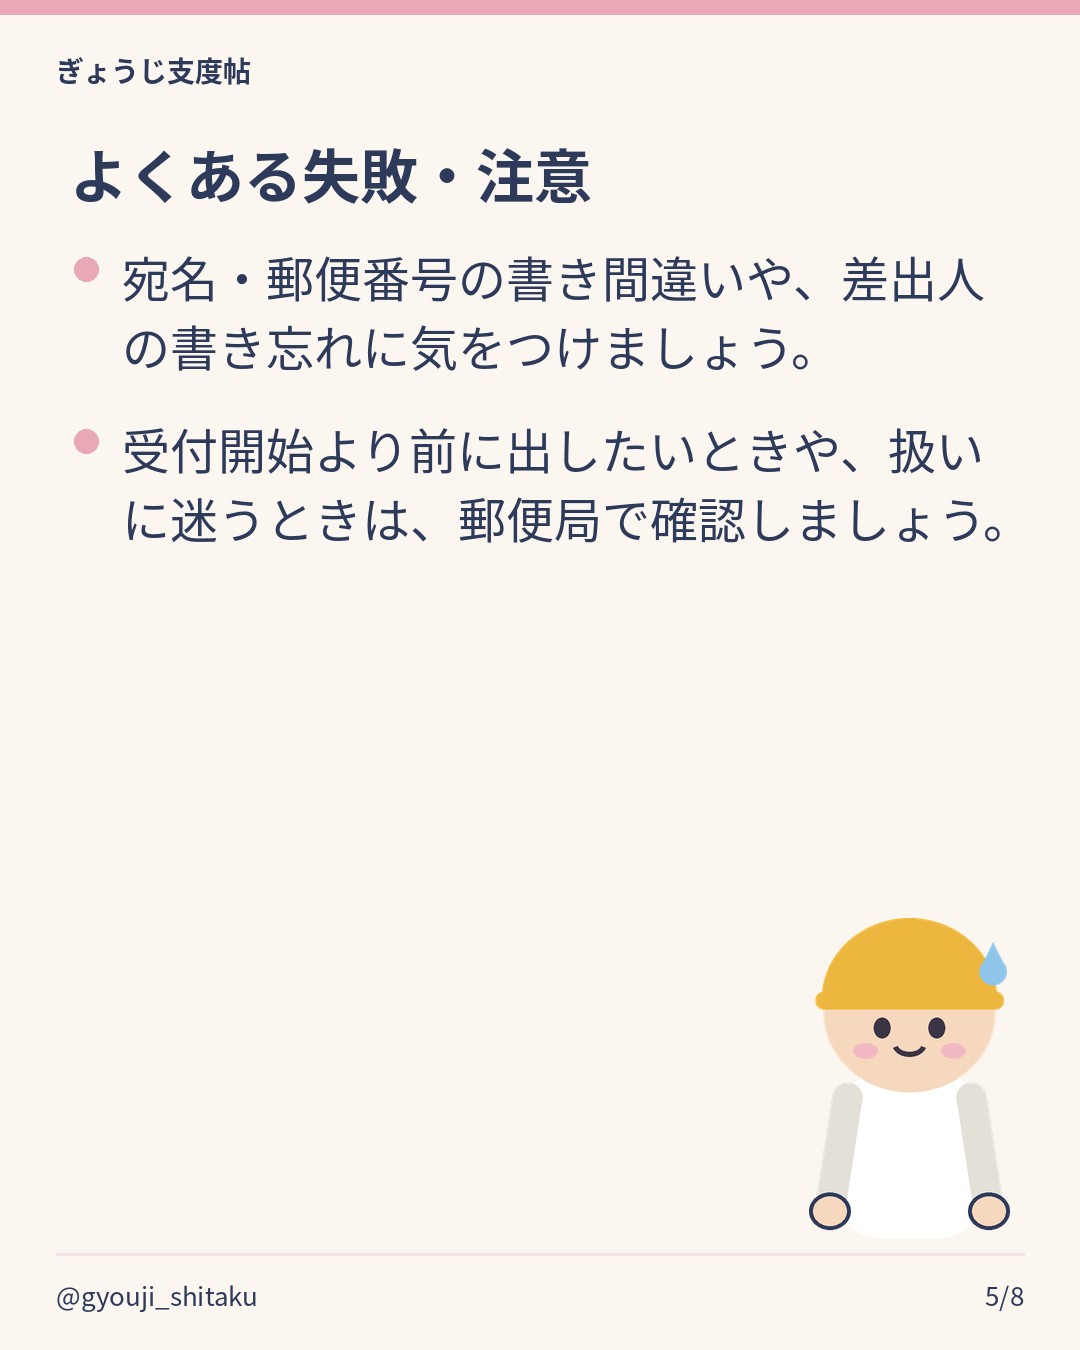 ぎょうじ支度帖
よくある失敗・注意
宛名・郵便番号の書き間違いや、差出人
の書き忘れに気をつけましょう。
受付開始より前に出したいときや、扱い
に迷うときは、郵便局で確認しましょう。
@gyouji_shitaku
5/8